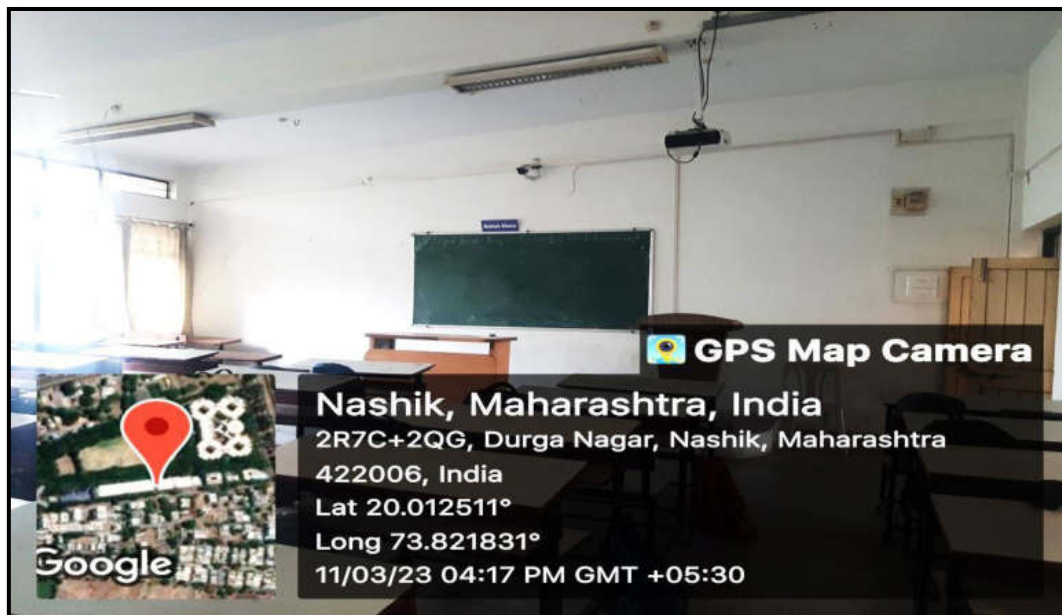 GPS Map Camera
Nashik, Maharashtra, India
2R7C+2QG, Durga Nagar, Nashik, Maharashtra
422006, India
Lat 20.012511°
Long 73.821831°
11/03/23 04:17 PM GMT +05:30
Google